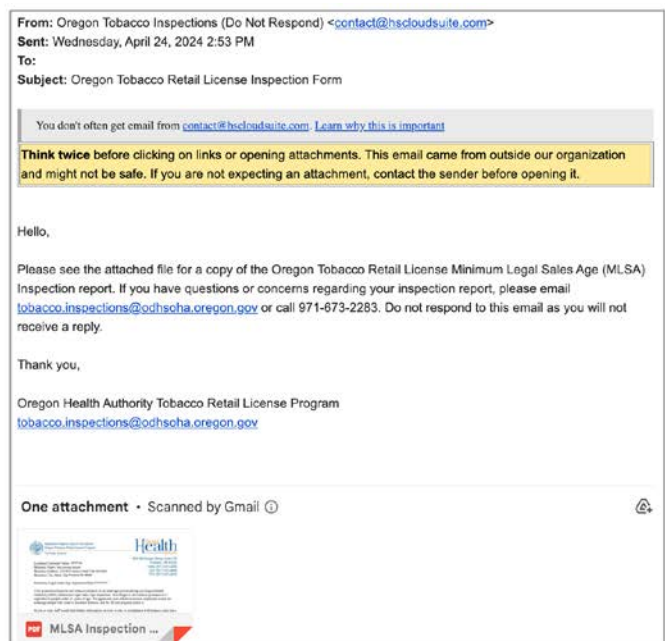 From: Oregon Tobacco Inspections (Do Not Respond) <contact@hscloudsuite.com>
Sent: Wednesday, April 24, 2024 2:53 PM
To:
Subject: Oregon Tobacco Retail License Inspection Form
You don't often get email from contact@hscloudsuite.com. Learn why this is important
Think twice before clicking on links or opening attachments. This email came from outside our organization
and might not be safe. If you are not expecting an attachment, contact the sender before opening it.
Hello,
Please see the attached file for a copy of the Oregon Tobacco Retail License Minimum Legal Sales Age (MLSA)
Inspection report. If you have questions or concerns regarding your inspection report, please email
tobacco.inspections@odhsoha.oregon.gov or call 971-673-2283. Do not respond to this email as you will not
receive a reply.
Thank you,
Oregon Health Authority Tobacco Retail License Program
tobacco.inspections@odhsoha.oregon.gov
One attachment • Scanned by Gmail
Health
PDF MLSA Inspection ...